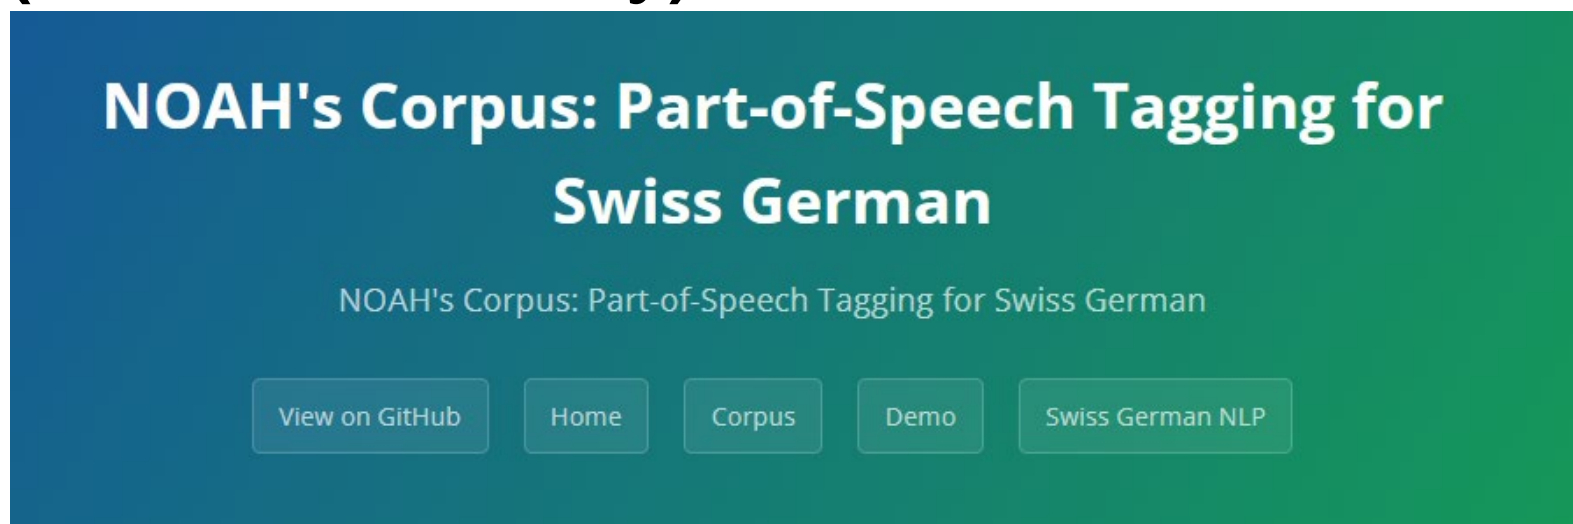 NOAH's Corpus: Part-of-Speech Tagging for
Swiss German
NOAH's Corpus: Part-of-Speech Tagging for Swiss German
View on GitHub
Home
Corpus
Demo
Swiss German NLP